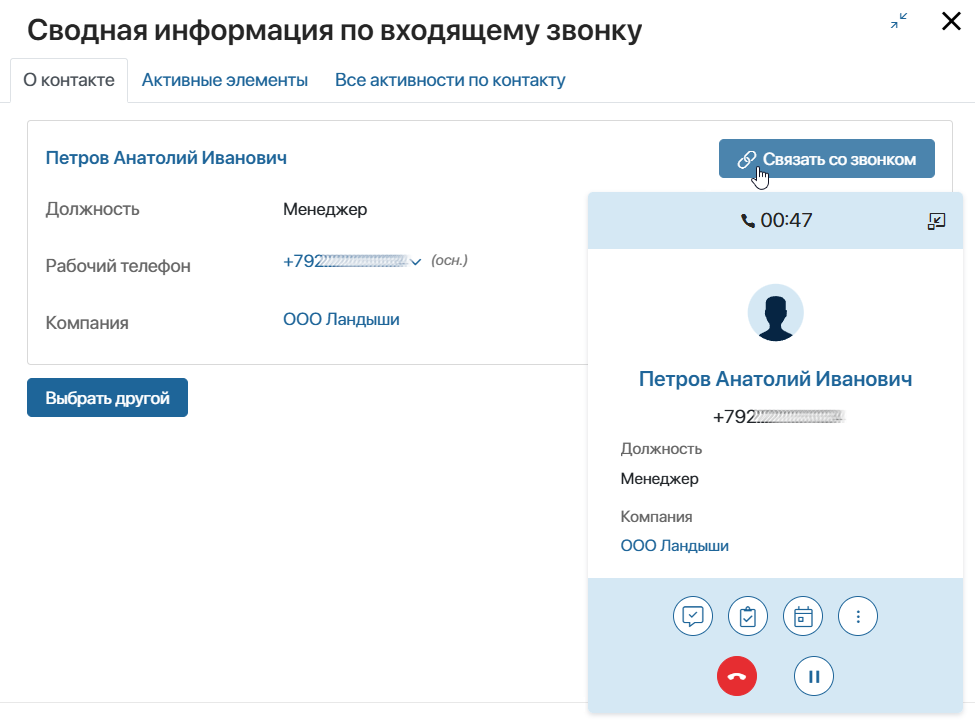 Сводная информация по входящему звонку
О контакте Активные элементы Все активности по контакту
Петров Анатолий Иванович
Связать со звонком
Должность Менеджер
Рабочий телефон +792 (осн.)
Компания ООО Ландыши
Выбрать другой
00:47
Петров Анатолий Иванович
+792
Должность
Менеджер
Компания
ООО Ландыши